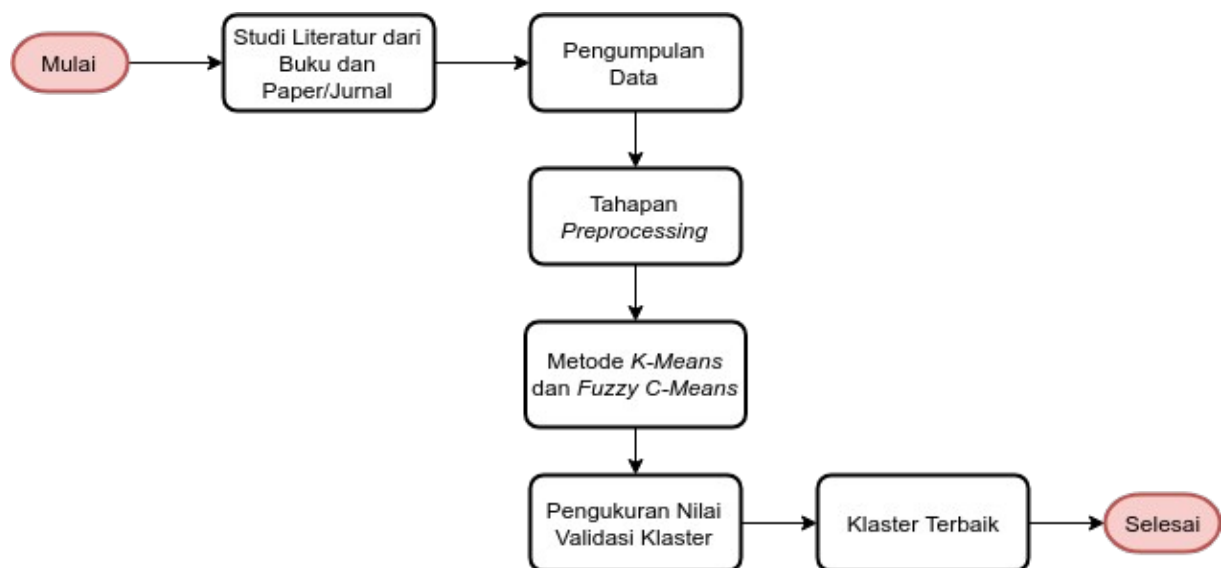 Mulai
Studi Literatur dari
Buku dan
Paper/Jurnal
Pengumpulan
Data
Tahapan
Preprocessing
Metode K-Means
dan Fuzzy C-Means
Pengukuran Nilai
Validasi Klaster
Klaster Terbaik
Selesai